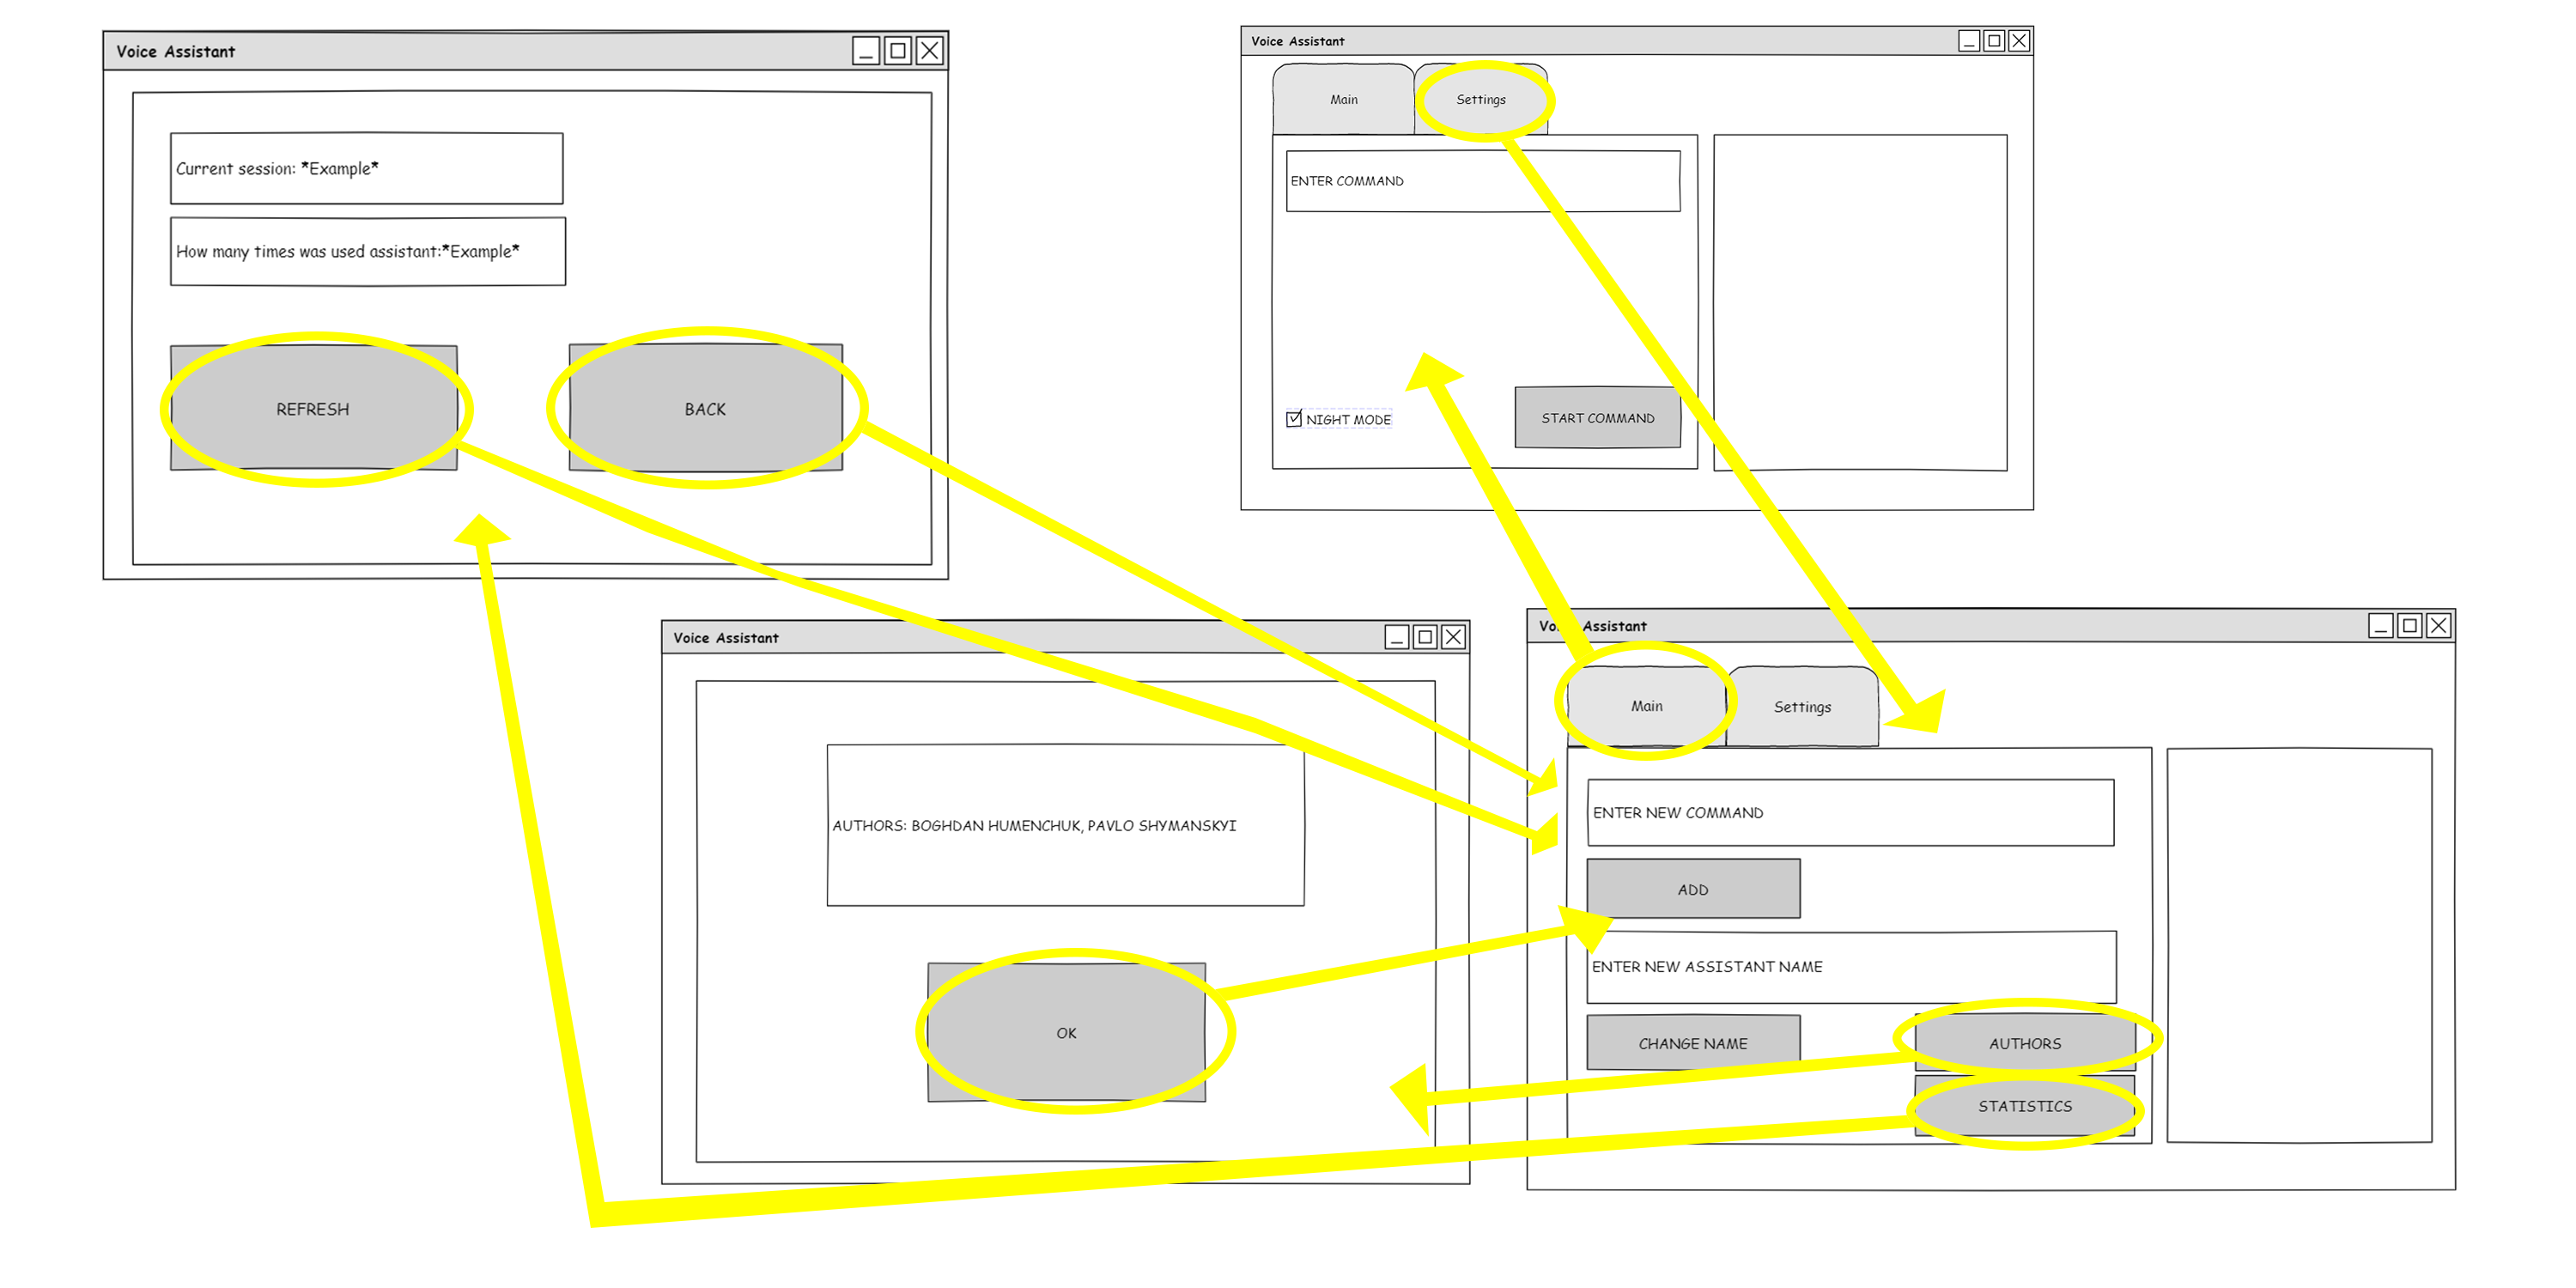 Voice Assistant
Current session: *Example*
How many times was used assistant:*Example*
REFRESH
BACK
Voice Assistant
Main
Settings
ENTER COMMAND
NIGHT MODE
START COMMAND
Voice Assistant
AUTHORS: BOGHDAN HUMENCHUK, PAVLO SHYMANSKYI
OK
Voice Assistant
Main
Settings
ENTER NEW COMMAND
ADD
ENTER NEW ASSISTANT NAME
CHANGE NAME
AUTHORS
STATISTICS